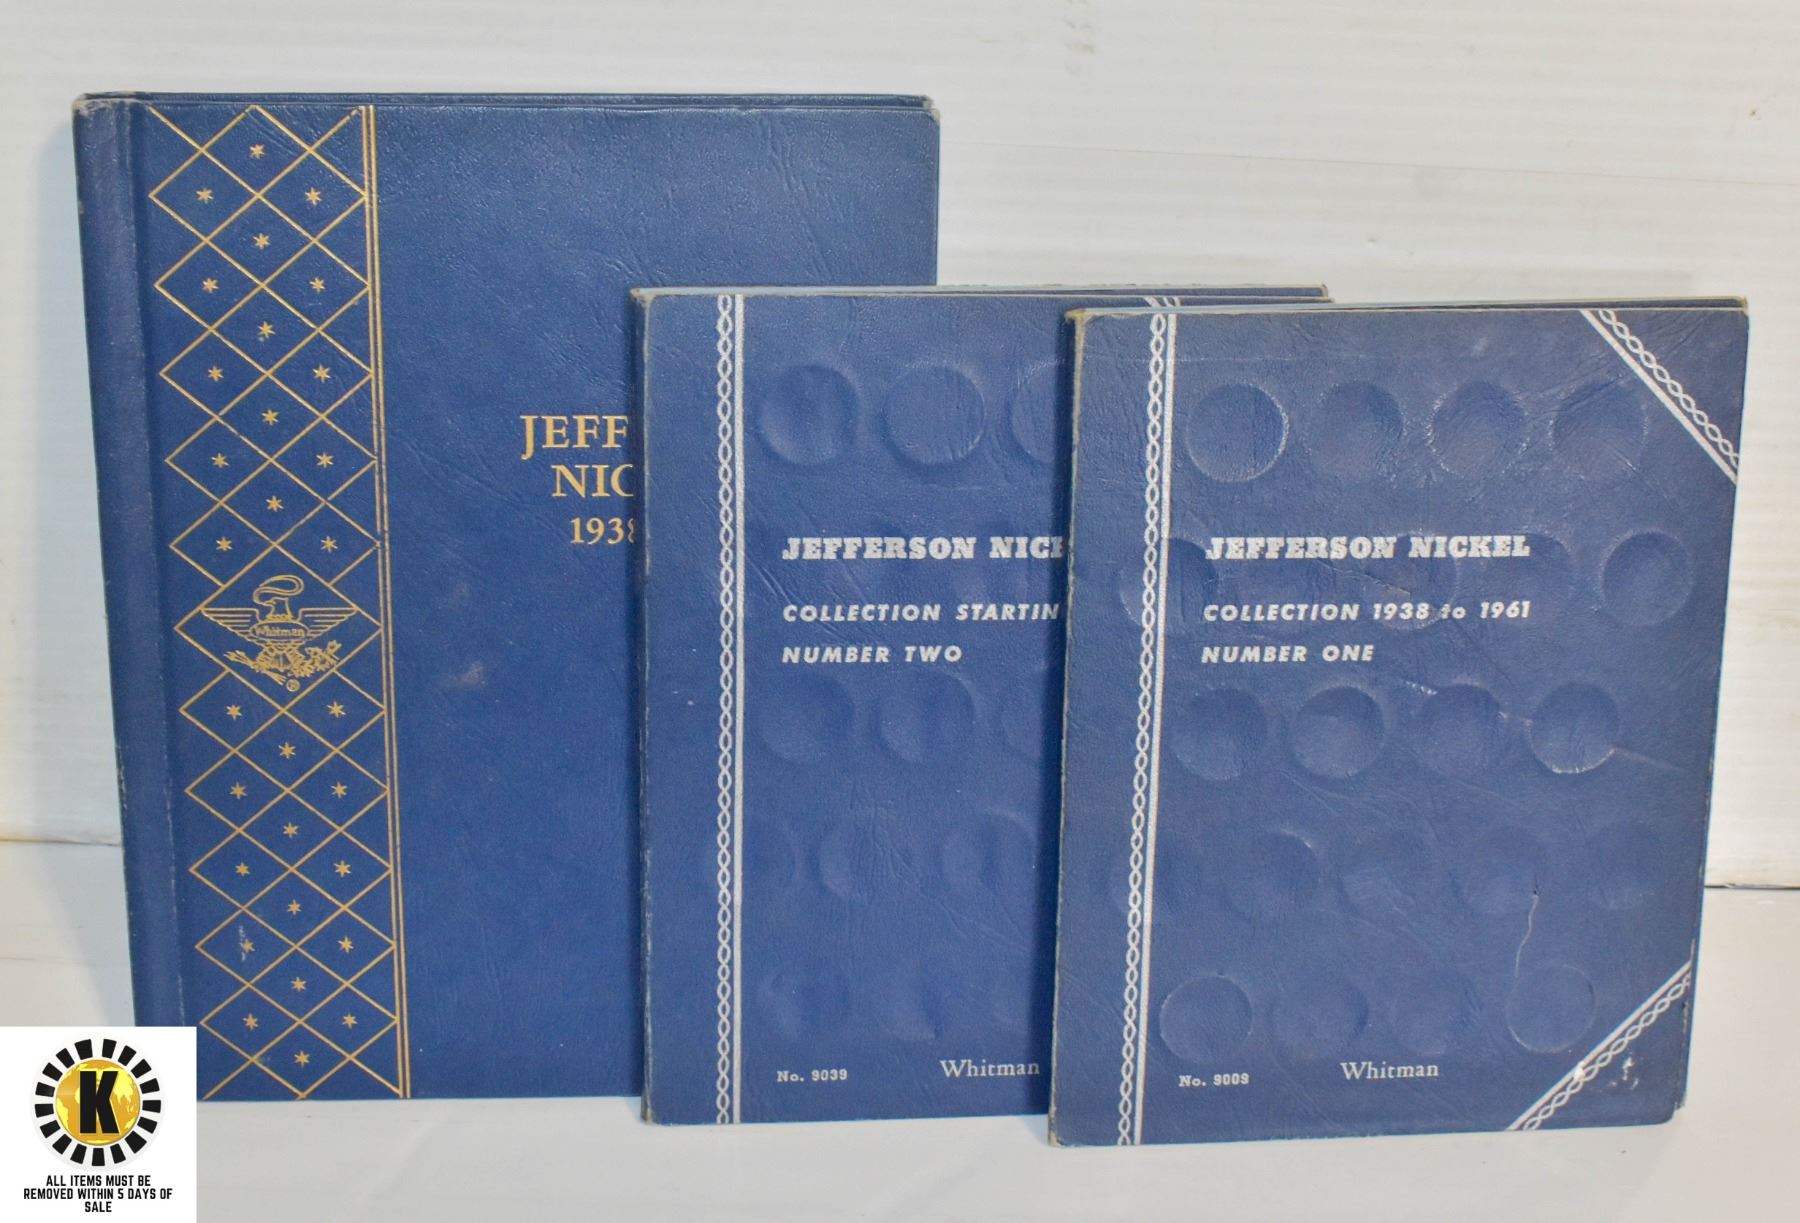 JEFF
NIC
1938
Whitman
®
JEFFERSON NICK
COLLECTION STARTIN
NUMBER TWO
No. 9039
Whitman
JEFFERSON NICKEL
COLLECTION 1938 to 1961
NUMBER ONE
No. 9009
Whitman
K
ALL ITEMS MUST BE
REMOVED WITHIN 5 DAYS OF
SALE